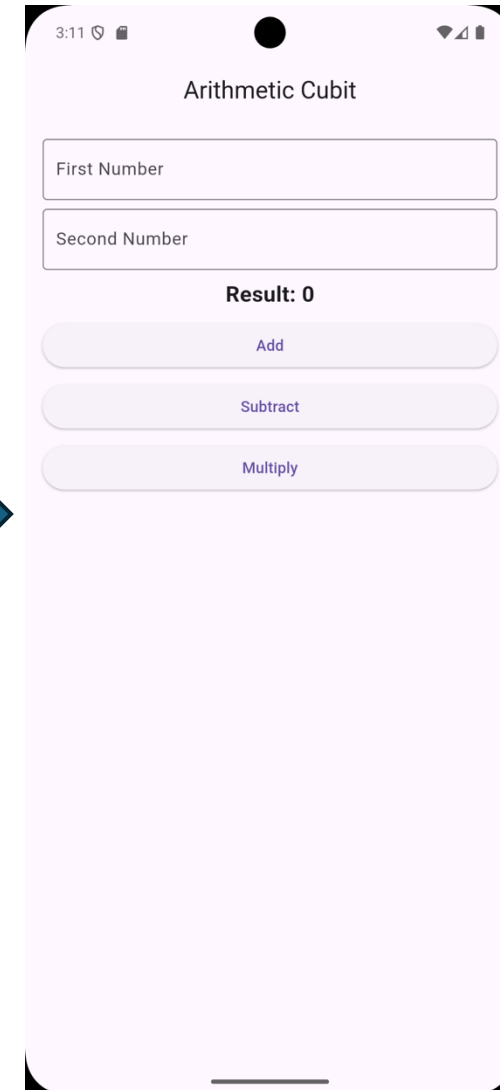 3:11
Arithmetic Cubit
First Number
Second Number
Result: 0
Add
Subtract
Multiply